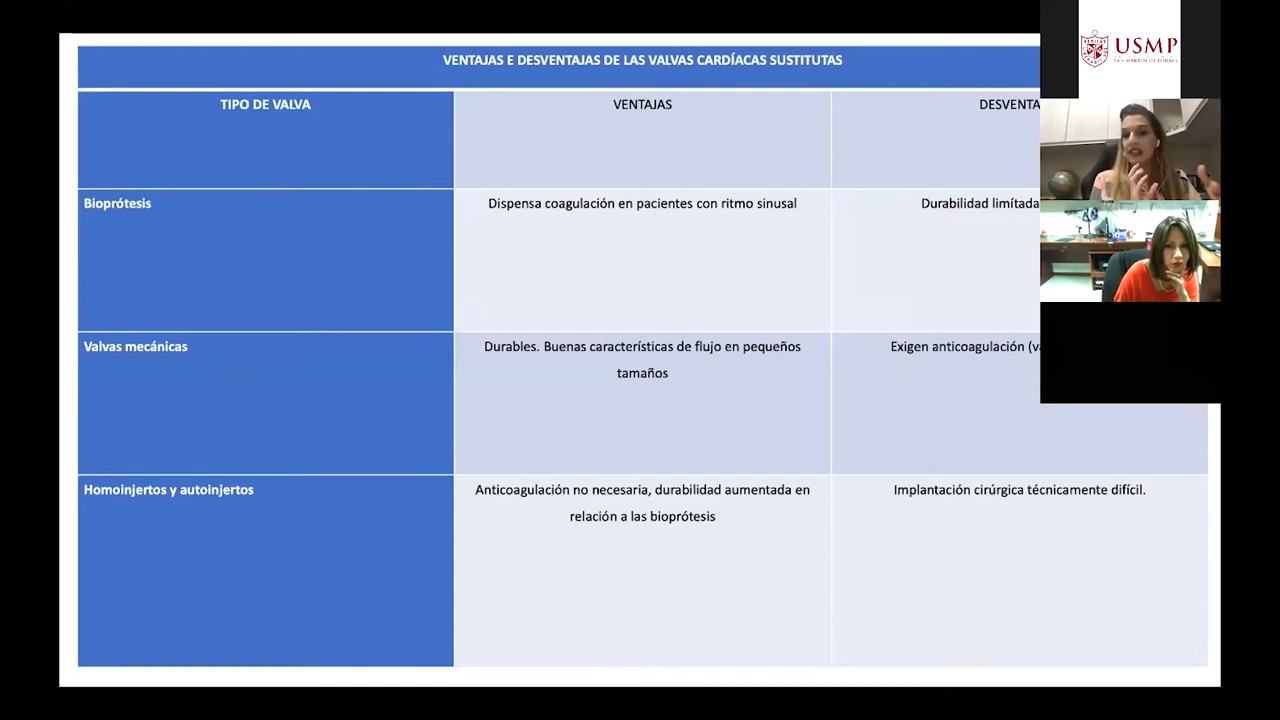 VENTAJAS E DESVENTAJAS DE LAS VALVAS CARDÍACAS SUSTITUTAS
TIPO DE VALVA
VENTAJAS
Bioprótesis
Dispensa coagulación en pacientes con ritmo sinusal
Durabilidad limítada
Valvas mecánicas
Durables. Buenas características de flujo en pequeños
tamaños
Exigen anticoagulación
Homoinjertos y autoinjertos
Anticoagulación no necesaria, durabilidad aumentada en
relación a las bioprótesis
Implantación cirúrgica técnicamente difícil.
USMP